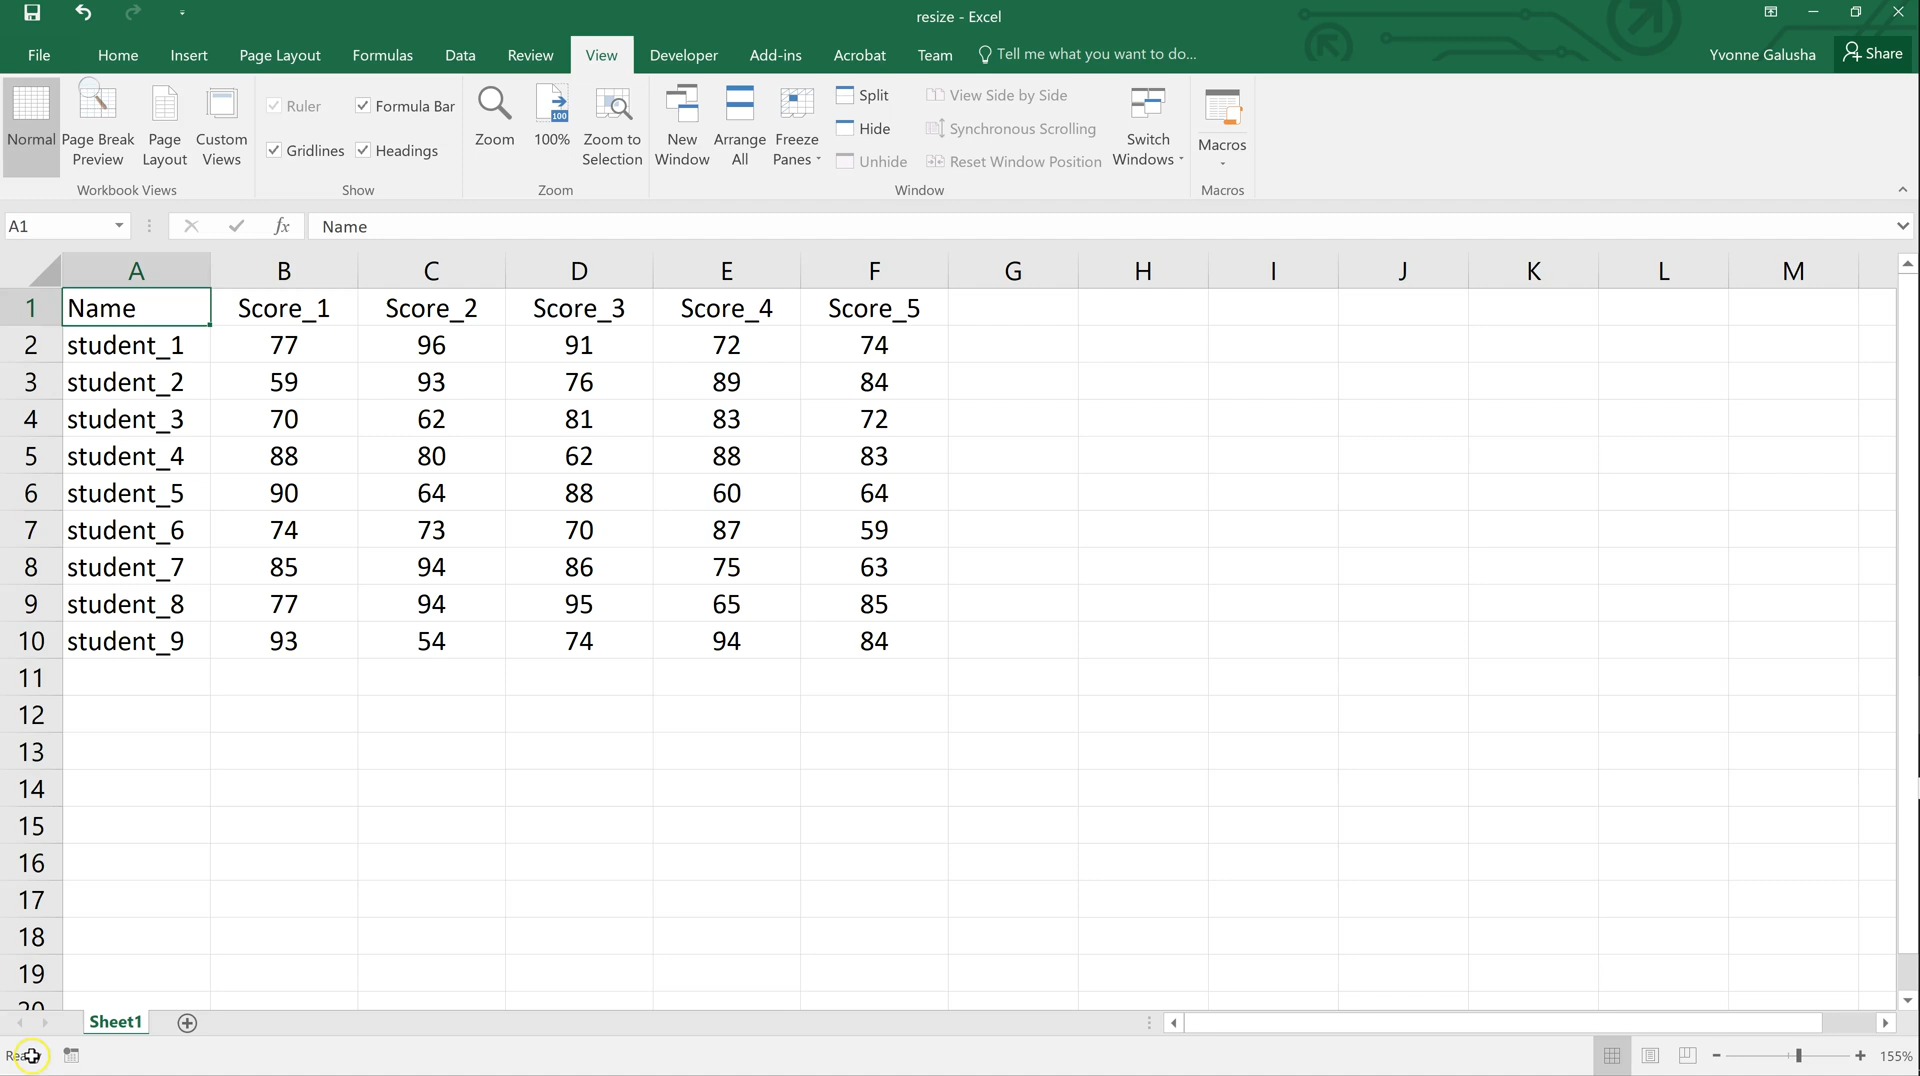 resize - Excel
File Home Insert Page Layout Formulas Data Review View Developer Add-ins Acrobat Team Tell me what you want to do... Yvonne Galusha Share
Normal
Page Break Preview
Page Layout
Custom Views
Workbook Views
Ruler
Formula Bar
Gridlines
Headings
Show
Zoom
100
100%
Zoom to Selection
Zoom
New Window
Arrange All
Freeze Panes
Split
Hide
Unhide
View Side by Side
Synchronous Scrolling
Reset Window Position
Switch Windows
Window
Macros
Macros
A1 fx Name
A B C D E F G H I J K L M
1 Name Score_1 Score_2 Score_3 Score_4 Score_5
2 student_1 77 96 91 72 74
3 student_2 59 93 76 89 84
4 student_3 70 62 81 83 72
5 student_4 88 80 62 88 83
6 student_5 90 64 88 60 64
7 student_6 74 73 70 87 59
8 student_7 85 94 86 75 63
9 student_8 77 94 95 65 85
10 student_9 93 54 74 94 84
11
12
13
14
15
16
17
18
19
20
Sheet1
155%